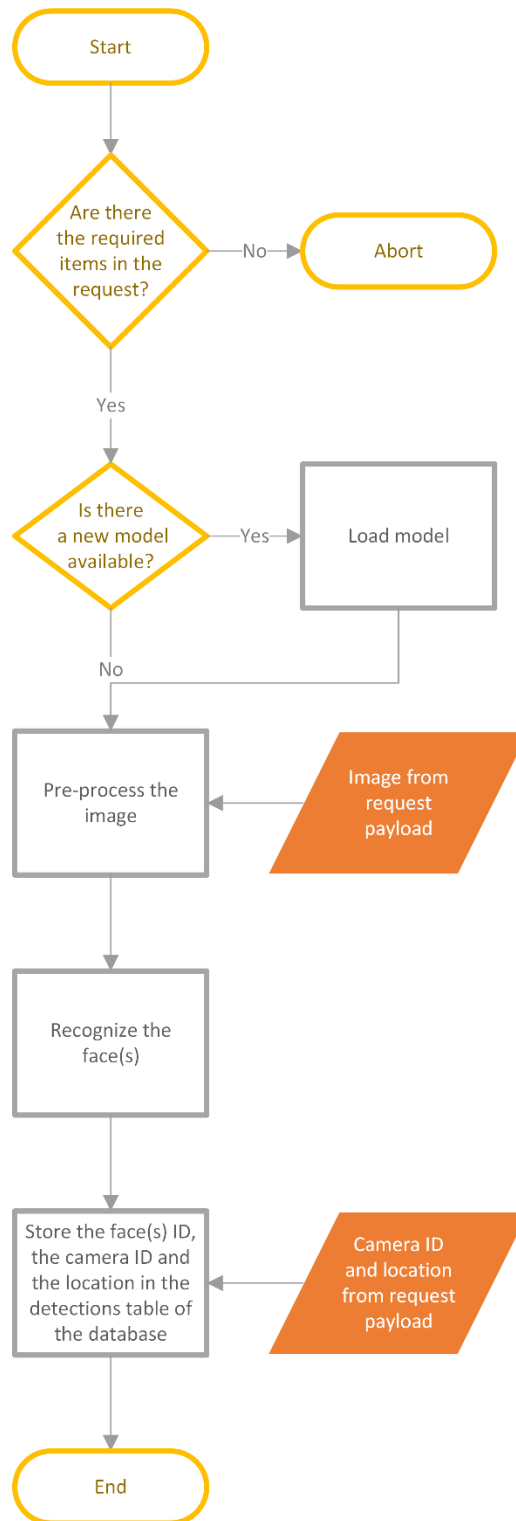 Start
Are there
the required
items in the
request?
No
Abort
Yes
Is there
a new model
available?
Yes
Load model
No
Pre-process the
image
Image from
request
payload
Recognize the
face(s)
Store the face(s) ID,
the camera ID and
the location in the
detections table of
the database
Camera ID
and location
from request
payload
End